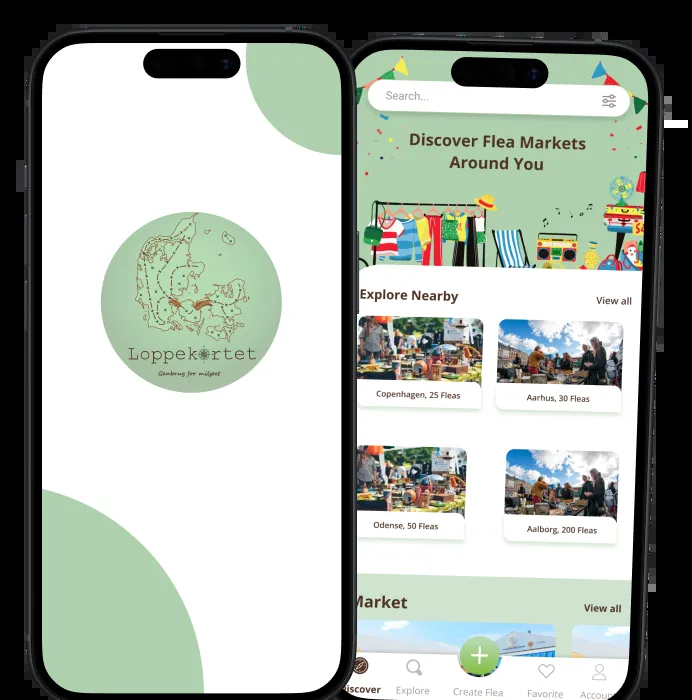 Loppekortet
Genbrug for miljøet
Search...
Discover Flea Markets
Around You
Explore Nearby
View all
Copenhagen, 25 Fleas
Aarhus, 30 Fleas
Odense, 50 Fleas
Aalborg, 200 Fleas
Market
View all
Discover
Explore
Create Flea
Favorite
Accoun